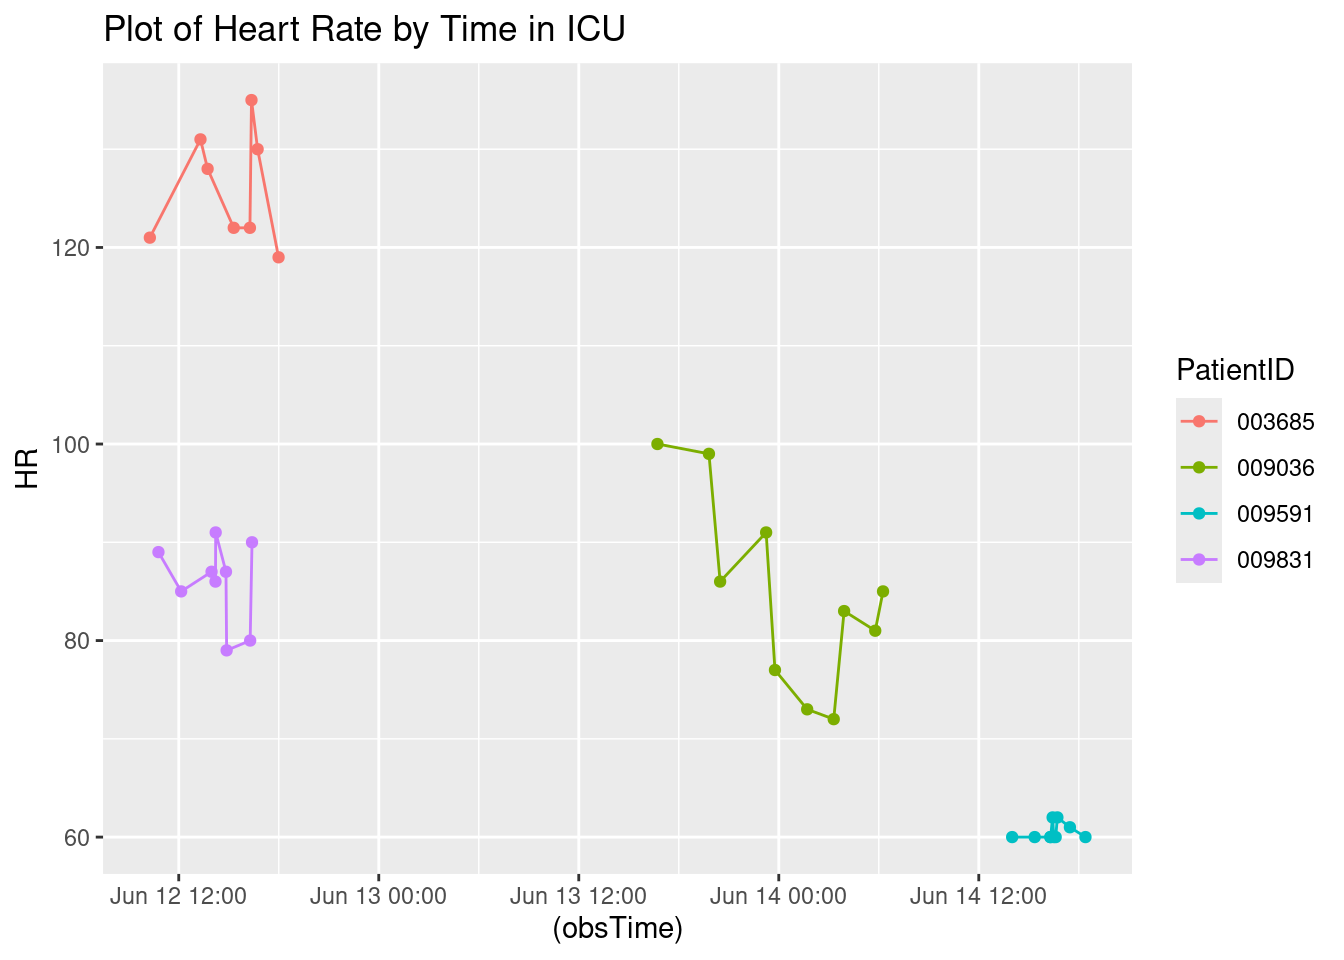 Plot of Heart Rate by Time in ICU
HR
120
100
80
60
Jun 12 12:00 Jun 13 00:00 Jun 13 12:00 Jun 14 00:00 Jun 14 12:00
(obsTime)
PatientID
003685
009036
009591
009831